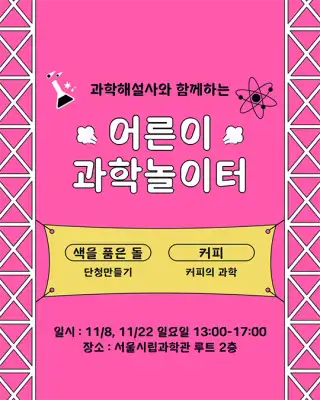 과학해설사와 함께하는
어른이
과학놀이터
색을 품은 돌
단청만들기
커피
커피의 과학
일시 : 11/8, 11/22 일요일 13:00-17:00
장소 : 서울시립과학관 루트 2층